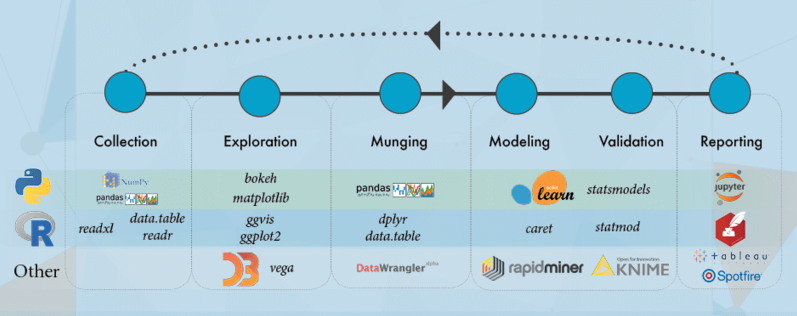 Collection Exploration Munging Modeling Validation Reporting
NumPy
pandas
bokeh
matplotlib
pandas
learn
statsmodels
jupyter
readxl
data.table
readr
ggvis
ggplot2
dplyr
data.table
caret
statmod
R
Other
D3
vega
DataWrangler alpha
rapidminer
Open for Innovation
KNIME
+ableau
Spotfire